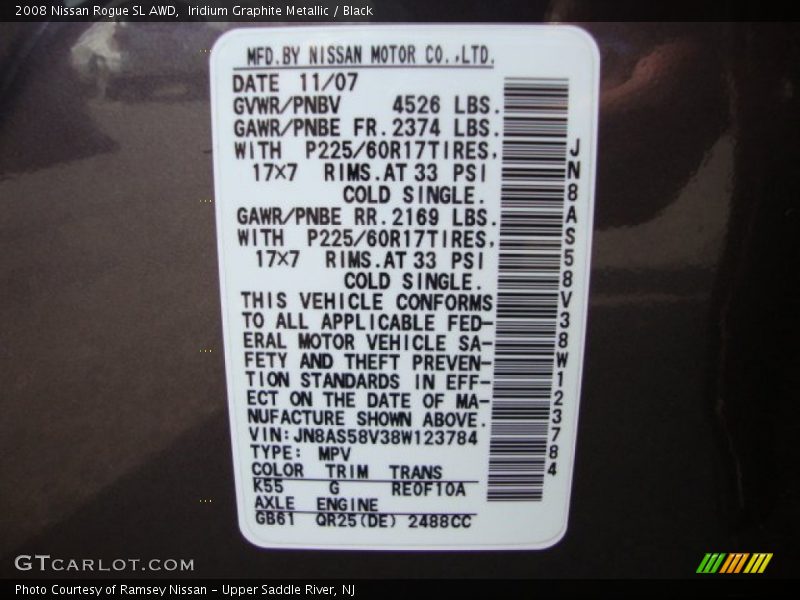 2008 Nissan Rogue SL AWD,  Iridium Graphite Metallic / Black
MFD.BY NISSAN MOTOR CO.,LTD.
DATE 11/07
GVWR/PNBV 4526 LBS.
GAWR/PNBE FR. 2374 LBS.
WITH P225/60R17TIRES,
17×7 RIMS.AT 33 PSI
COLD SINGLE.
GAWR/PNBE RR. 2169 LBS.
WITH P225/60R17TIRES,
17×7 RIMS.AT 33 PSI
COLD SINGLE.
THIS VEHICLE CONFORMS
TO ALL APPLICABLE FED-
ERAL MOTOR VEHICLE SA-
FETY AND THEFT PREVEN-
TION STANDARDS IN EFF-
ECT ON THE DATE OF MA-
NUFACTURE SHOWN ABOVE.
VIN:JN8AS58V38W123784
TYPE: MPV
COLOR TRIM TRANS
K55 G RE0F10A
AXLE ENGINE
GB61 QR25(DE) 2488CC
JN8AS58V38W123784
GTCARLOT.COM
Photo Courtesy of Ramsey Nissan - Upper Saddle River, NJ